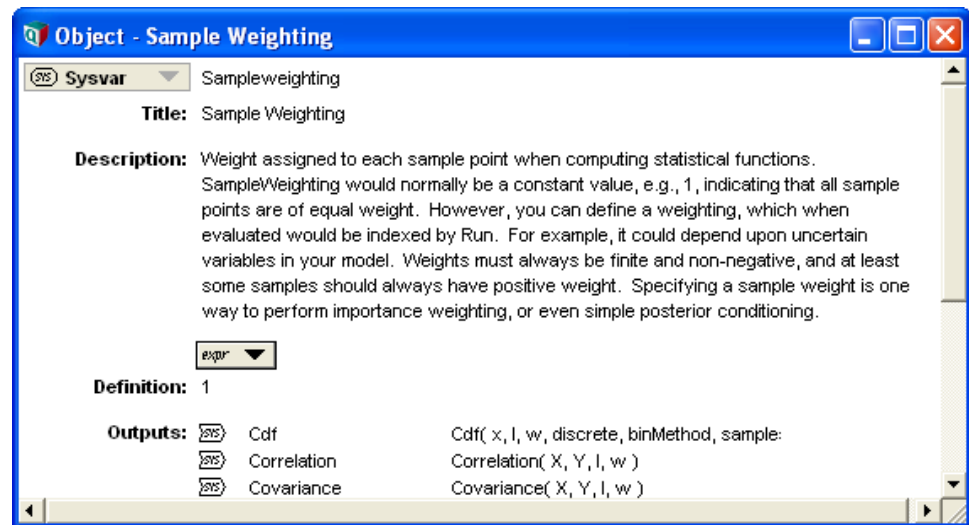 Object - Sample Weighting
Sysvar Sampleweighting
Title: Sample Weighting
Description: Weight assigned to each sample point when computing statistical functions.
SampleWeighting would normally be a constant value, e.g., 1, indicating that all sample
points are of equal weight. However, you can define a weighting, which when
evaluated would be indexed by Run. For example, it could depend upon uncertain
variables in your model. Weights must always be finite and non-negative, and at least
some samples should always have positive weight. Specifying a sample weight is one
way to perform importance weighting, or even simple posterior conditioning.
expr
Definition: 1
Outputs: SYS Cdf Cdf( x, I, w, discrete, binMethod, sample:
SYS Correlation Correlation( X, Y, I, w )
SYS Covariance Covariance( X, Y, I, w )